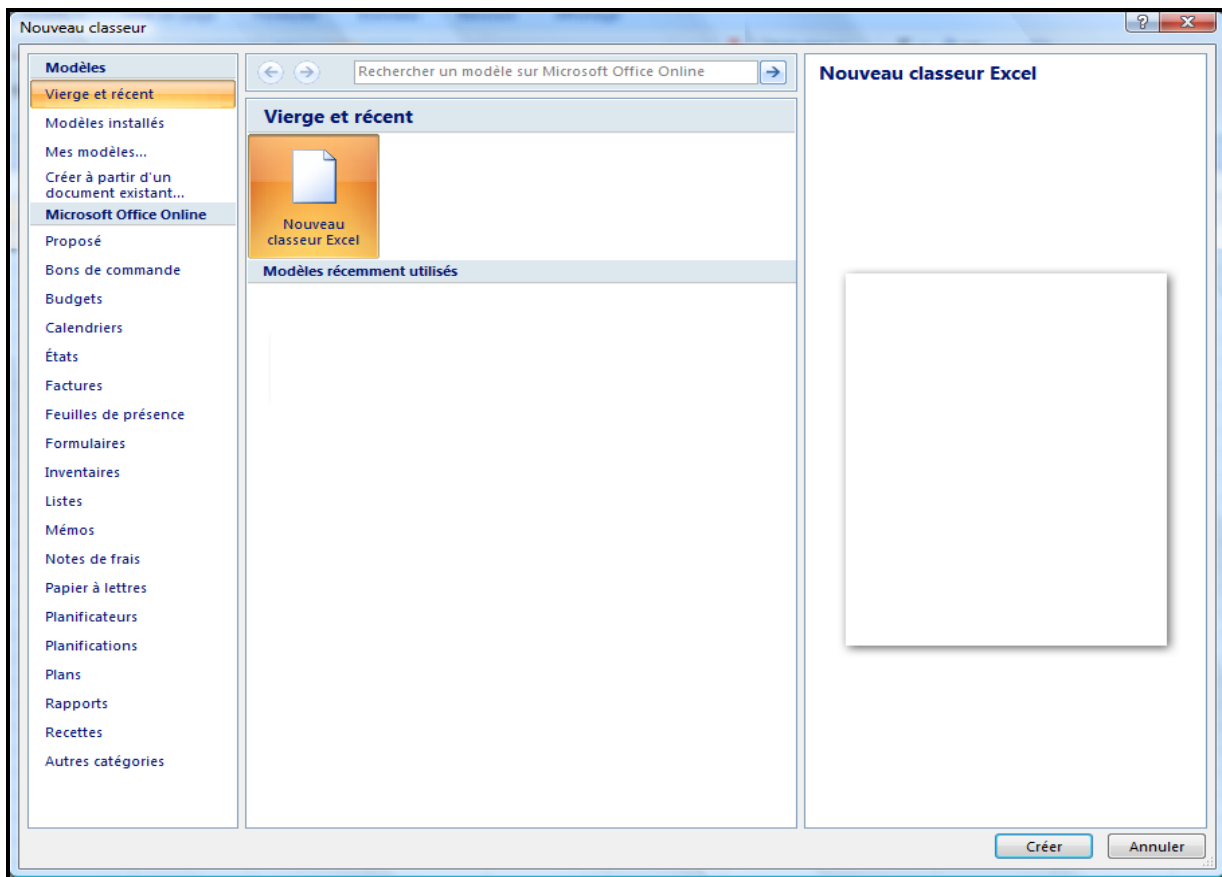 Nouveau classeur
Modèles
Vierge et récent
Modèles installés
Mes modèles...
Créer à partir d'un
document existant...
Microsoft Office Online
Proposé
Bons de commande
Budgets
Calendriers
États
Factures
Feuilles de présence
Formulaires
Inventaires
Listes
Mémos
Notes de frais
Papier à lettres
Planificateurs
Planifications
Plans
Rapports
Recettes
Autres catégories
Rechercher un modèle sur Microsoft Office Online
Vierge et récent
Nouveau
classeur Excel
Modèles récemment utilisés
Nouveau classeur Excel
Créer
Annuler